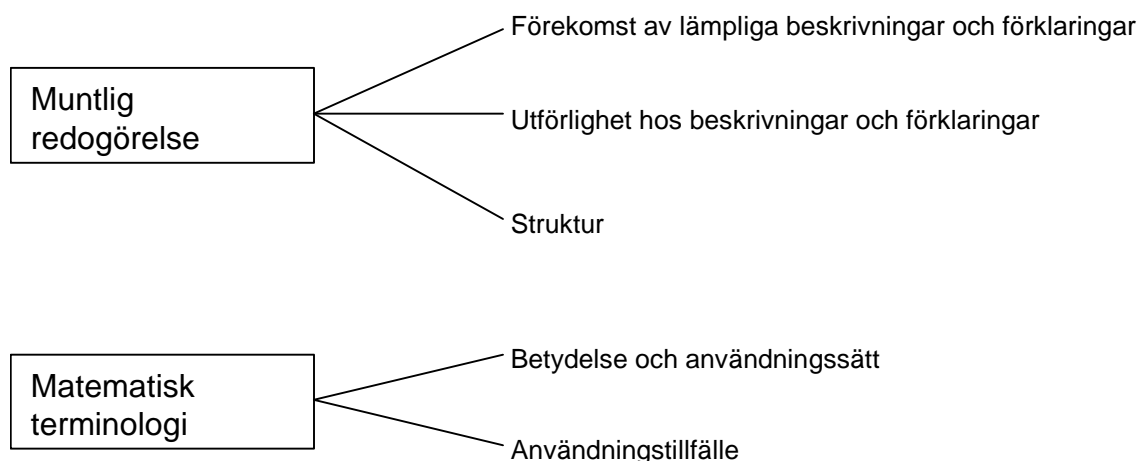 Förekomst av lämpliga beskrivningar och förklaringar
Muntlig
redogörelse
Utförlighet hos beskrivningar och förklaringar
Struktur
Betydelse och användningssätt
Matematisk
terminologi
Användningstillfälle